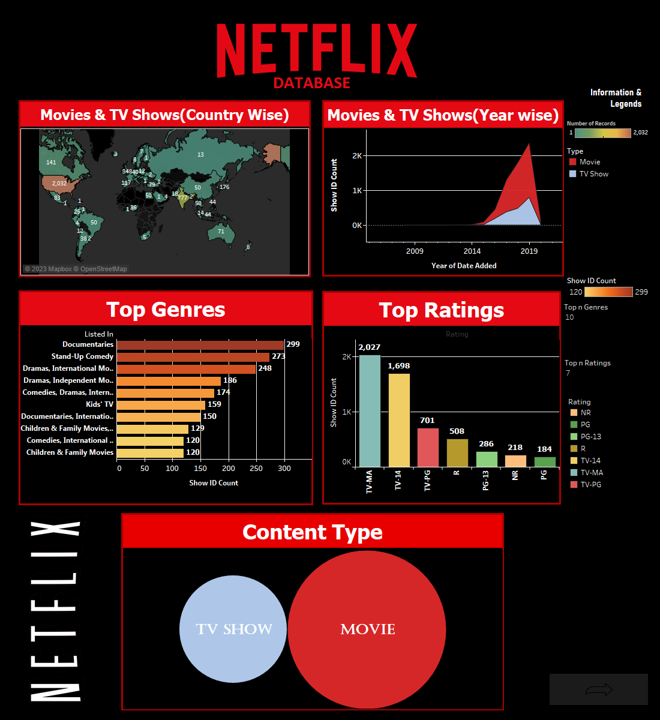 NETFLIX
DATABASE
Information &
Legends
Movies & TV Shows(Country Wise)
141
2,032
13
50
176
777
71
50
© 2023 Mapbox © OpenStreetMap
Movies & TV Shows(Year wise)
Show ID Count
2K
1K
0K
2009 2014 2019
Year of Date Added
Number of Records
1 2,032
Type
Movie
TV Show
Top Genres
Listed In
Documentaries 299
Stand-Up Comedy 273
Dramas, International Mo.. 248
Dramas, Independent Mo.. 186
Comedies, Dramas, Intern.. 174
Kids' TV 159
Documentaries, Internatio.. 150
Children & Family Movies,.. 129
Comedies, International .. 120
Children & Family Movies 120
0 50 100 150 200 250 300
Show ID Count
Top Ratings
Rating
Show ID Count
2K
1K
0K
2,027
1,698
701
508
286
218
184
TV-MA
TV-14
TV-PG
R
PG-13
NR
PG
Show ID Count
120 299
Top n Genres
10
Top n Ratings
7
Rating
NR
PG
PG-13
R
TV-14
TV-MA
TV-PG
NETFLIX
Content Type
TV SHOW
MOVIE